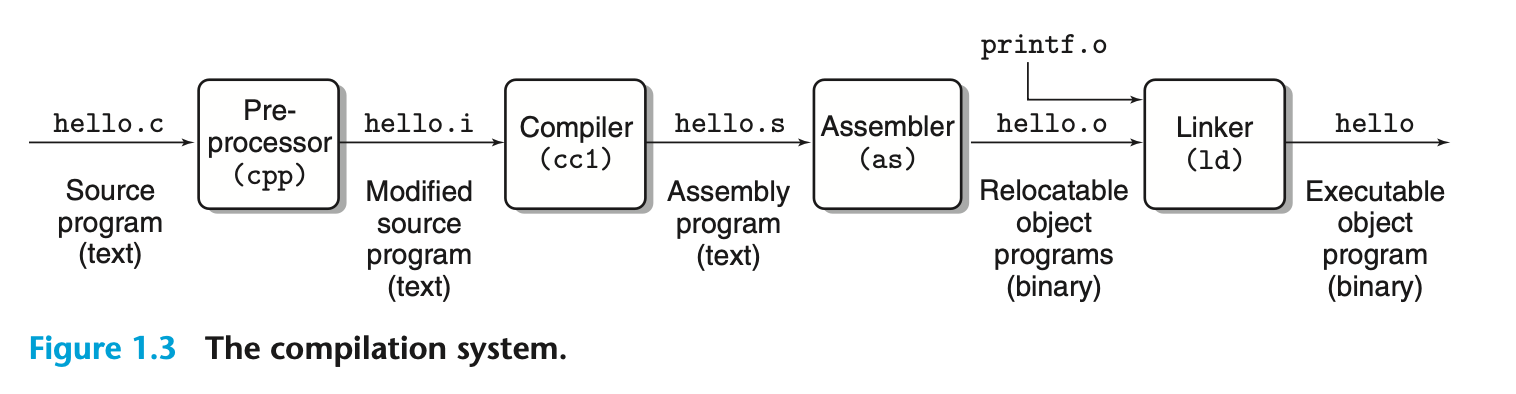 printf.o
hello.c
Pre-
processor
(cpp)
hello.i
Compiler
(cc1)
hello.s
Assembler
(as)
hello.o
Linker
(ld)
hello
Source
program
(text)
Modified
source
program
(text)
Assembly
program
(text)
Relocatable
object
programs
(binary)
Executable
object
program
(binary)
Figure 1.3 The compilation system.